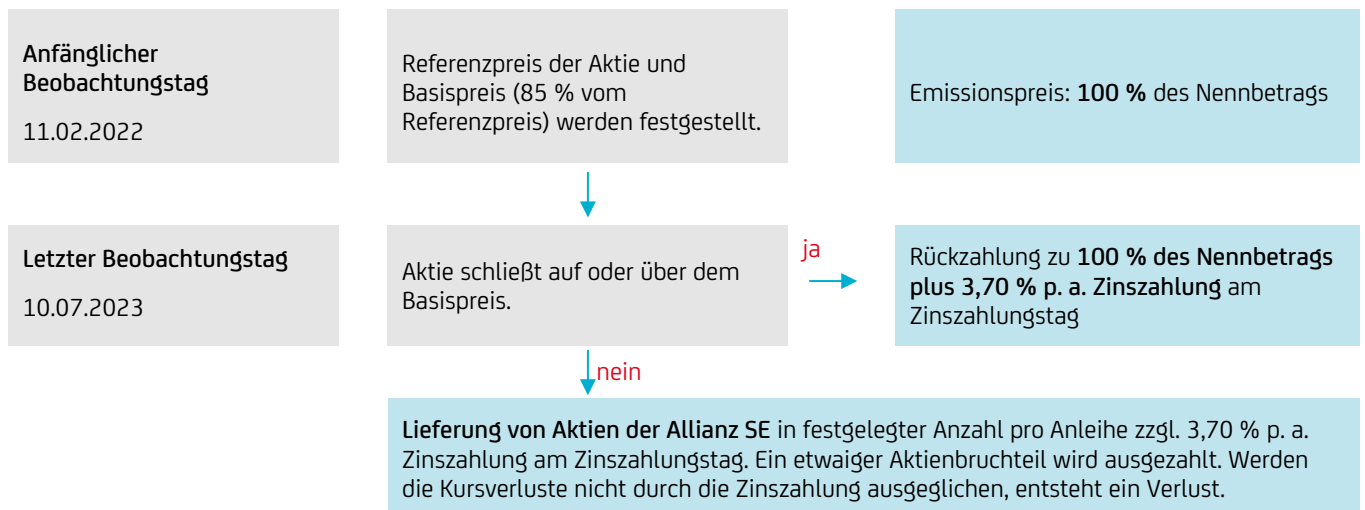 Anfänglicher
Beobachtungstag
11.02.2022
Referenzpreis der Aktie und
Basispreis (85 % vom
Referenzpreis) werden festgestellt.
Emissionspreis: 100 % des Nennbetrags
Letzter Beobachtungstag
10.07.2023
Aktie schließt auf oder über dem
Basispreis.
ja
Rückzahlung zu 100 % des Nennbetrags
plus 3,70 % p. a. Zinszahlung am
Zinszahlungstag
nein
Lieferung von Aktien der Allianz SE in festgelegter Anzahl pro Anleihe zzgl. 3,70 % p. a.
Zinszahlung am Zinszahlungstag. Ein etwaiger Aktienbruchteil wird ausgezahlt. Werden
die Kursverluste nicht durch die Zinszahlung ausgeglichen, entsteht ein Verlust.